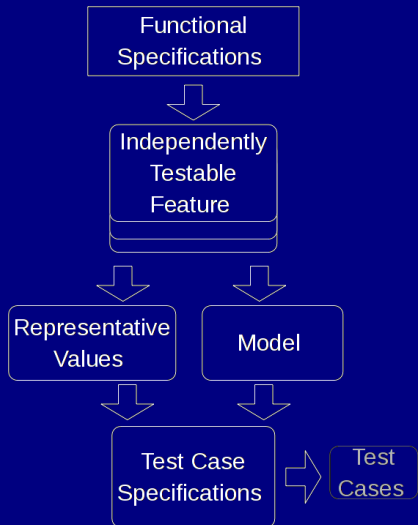 Functional
Specifications
Independently
Testable
Feature
Representative
Values
Model
Test Case
Specifications
Test
Cases